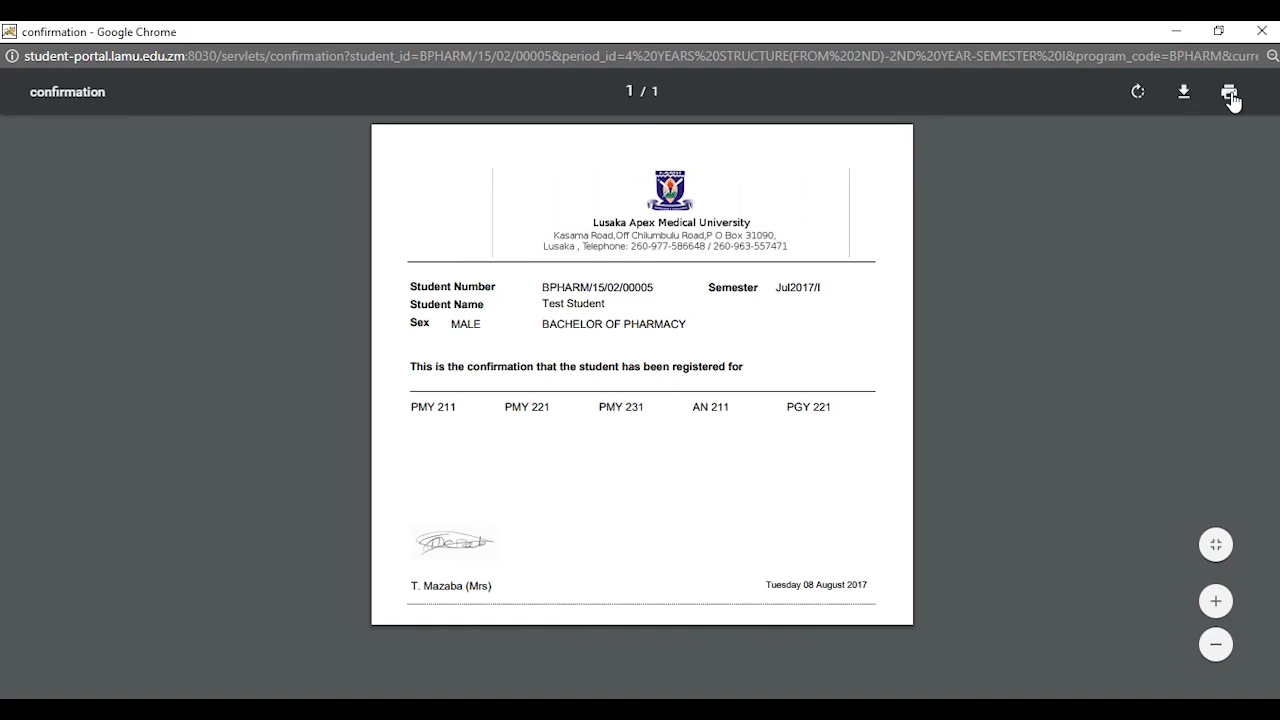 confirmation - Google Chrome
student-portal.lamu.edu.zm:8030/servlets/confirmation?student_id=BPHARM/15/02/00005&period_id=4%20YEARS%20STRUCTURE(FROM%202ND)-2ND%20YEAR-SEMESTER%20I&program_code=BPHARM&curre
confirmation
1 / 1
Lusaka Apex Medical University
Kasama Road,Off Chilumbulu Road,P O Box 31090,
Lusaka , Telephone: 260-977-586648 / 260-963-557471
Student Number BPHARM/15/02/00005 Semester Jul2017/I
Student Name Test Student
Sex MALE BACHELOR OF PHARMACY
This is the confirmation that the student has been registered for
PMY 211 PMY 221 PMY 231 AN 211 PGY 221
T. Mazaba (Mrs) Tuesday 08 August 2017